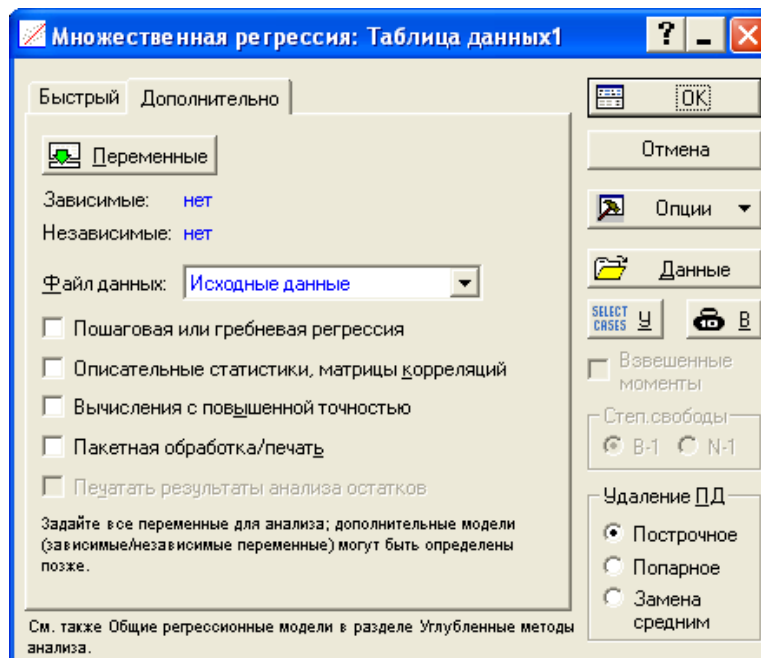 Множественная регрессия: Таблица данных1
Быстрый
Дополнительно
Переменные
Зависимые: нет
Независимые: нет
Файл данных: Исходные данные
Пошаговая или гребневая регрессия
Описательные статистики, матрицы корреляций
Вычисления с повышенной точностью
Пакетная обработка/печать
Печатать результаты анализа остатков
Задайте все переменные для анализа; дополнительные модели
(зависимые/независимые переменные) могут быть определены
позже.
См. также Общие регрессионные модели в разделе Углубленные методы
анализа.
OK
Отмена
Опции
Данные
SELECT
CASES
У
В
Взвешенные
моменты
Степ.свободы
В-1
N-1
Удаление ПД
Построчное
Попарное
Замена
средним